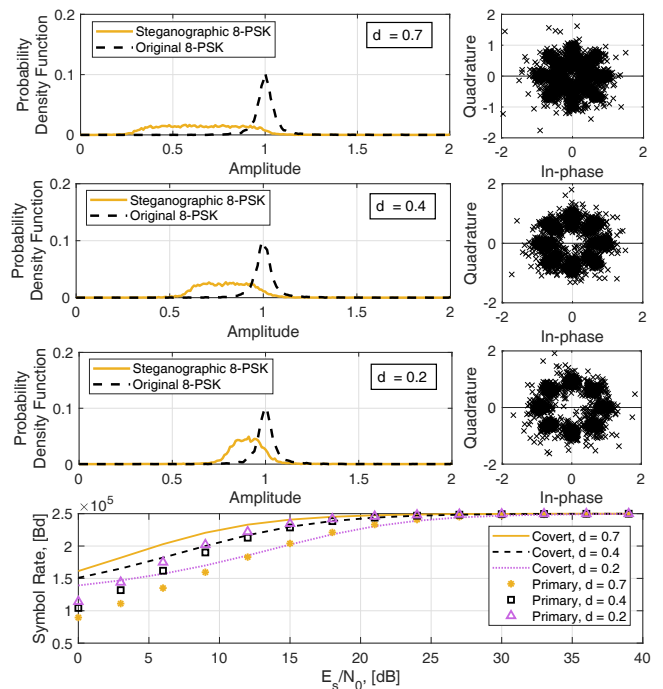 Probability
Density Function
0.2
0.1
0
0
0.5
1
1.5
2
Amplitude
Steganographic 8-PSK
Original 8-PSK
d = 0.7
Quadrature
2
1
0
-1
-2
-2
0
2
In-phase
Probability
Density Function
0.2
0.1
0
0
0.5
1
1.5
2
Amplitude
Steganographic 8-PSK
Original 8-PSK
d = 0.4
Quadrature
2
0
-2
-2
0
2
In-phase
Probability
Density Function
0.2
0.1
0
0
0.5
1
1.5
2
Amplitude
Steganographic 8-PSK
Original 8-PSK
d = 0.2
Quadrature
2
0
-2
-2
0
2
In-phase
Symbol Rate, [Bd]
×10⁵
2.5
2
1.5
1
0.5
0
0
5
10
15
20
25
30
35
40
E_s/N_0, [dB]
Covert, d = 0.7
Covert, d = 0.4
Covert, d = 0.2
Primary, d = 0.7
Primary, d = 0.4
Primary, d = 0.2